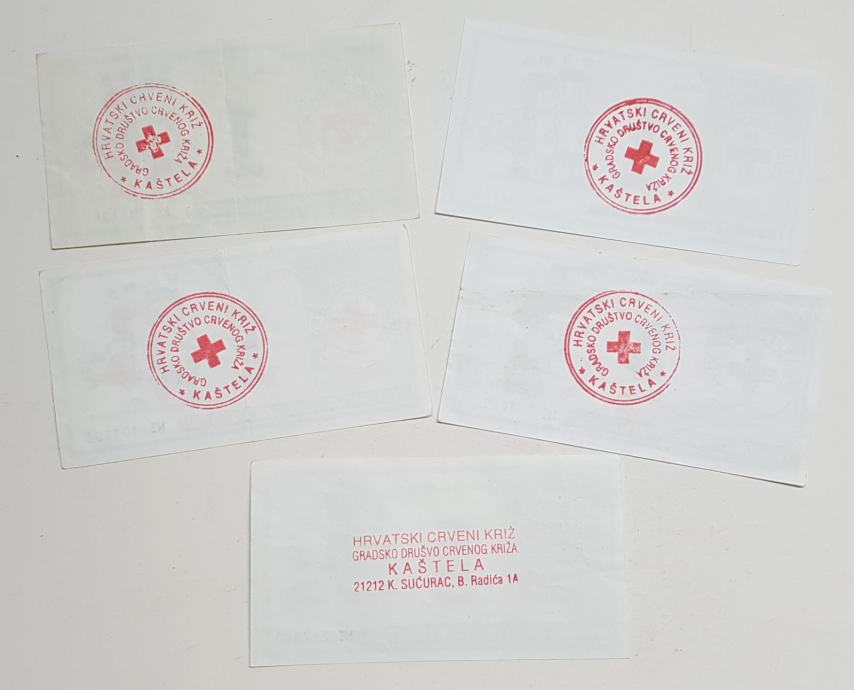 HRVATSKI CRVENI KRIŽ
GRADSKO DRUŠTVO CRVENOG KRIŽA
* KAŠTELA *
HRVATSKI CRVENI KRIŽ
GRADSKO DRUŠTVO CRVENOG KRIŽA
* KAŠTELA *
HRVATSKI CRVENI KRIŽ
GRADSKO DRUŠTVO CRVENOG KRIŽA
* KAŠTELA *
HRVATSKI CRVENI KRIŽ
GRADSKO DRUŠTVO CRVENOG KRIŽA
* KAŠTELA *
HRVATSKI CRVENI KRIŽ
GRADSKO DRUŠVO CRVENOG KRIŽA
KAŠTELA
21212 K. SUĆURAC, B. Radića 1A